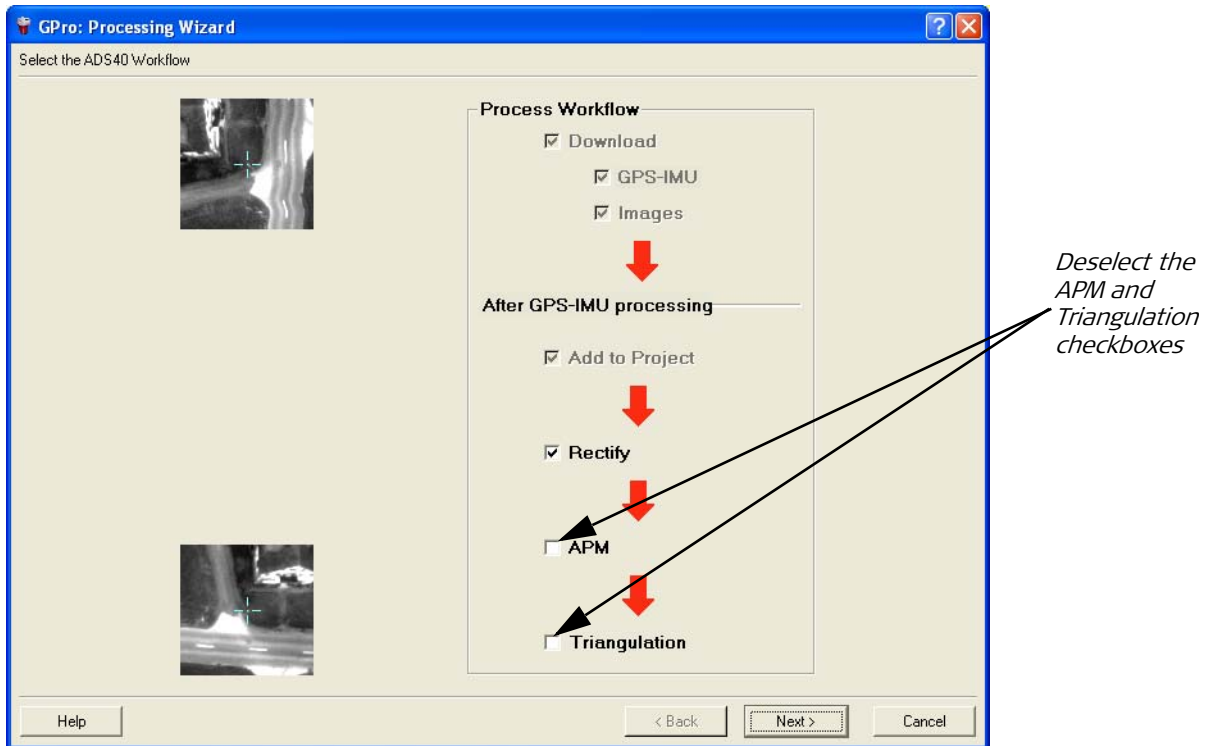 GPro: Processing Wizard
Select the ADS40 Workflow
Process Workflow
Download
GPS-IMU
Images
After GPS-IMU processing
Add to Project
Rectify
APM
Triangulation
Deselect the
APM and
Triangulation
checkboxes
Help
< Back
Next >
Cancel